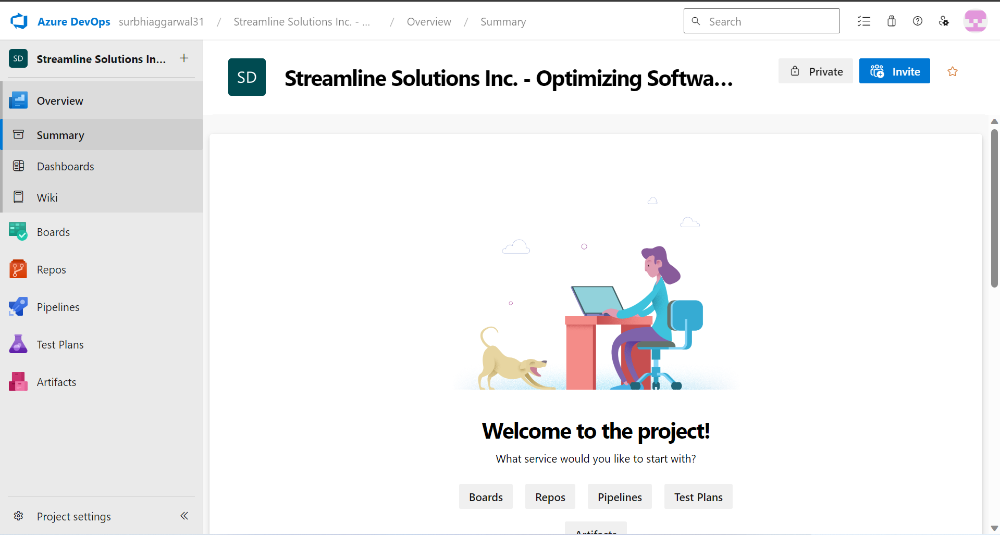 Azure DevOps surbhiaggarwal31 / Streamline Solutions Inc. - ... / Overview / Summary
Search
SD Streamline Solutions In... +
Overview
Summary
Dashboards
Wiki
Boards
Repos
Pipelines
Test Plans
Artifacts
Project settings
SD Streamline Solutions Inc. - Optimizing Softwa...
Private
Invite
Welcome to the project!
What service would you like to start with?
Boards Repos Pipelines Test Plans
Artifacts